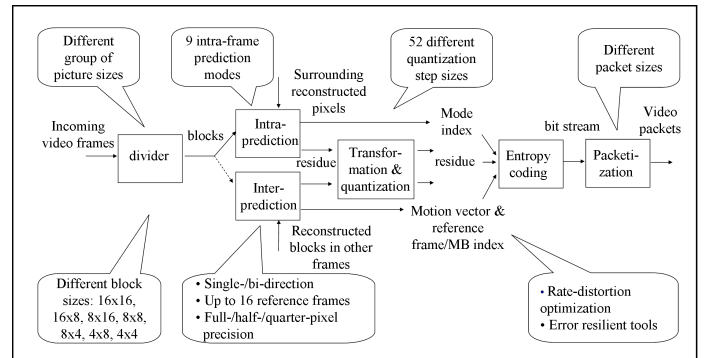 Different
group of
picture sizes
9 intra-frame
prediction
modes
52 different
quantization
step sizes
Different
packet sizes
Surrounding
reconstructed
pixels
Incoming
video frames
divider
blocks
Intra-
prediction
residue
Inter-
prediction
Transfor-
mation &
quantization
Mode
index
residue
Motion vector &
reference
frame/MB index
Entropy
coding
bit stream
Packeti-
zation
Video
packets
Reconstructed
blocks in other
frames
Different block
sizes: 16x16,
16x8, 8x16, 8x8,
8x4, 4x8, 4x4
• Single-/bi-direction
• Up to 16 reference frames
• Full-/half-/quarter-pixel
precision
• Rate-distortion
optimization
• Error resilient tools